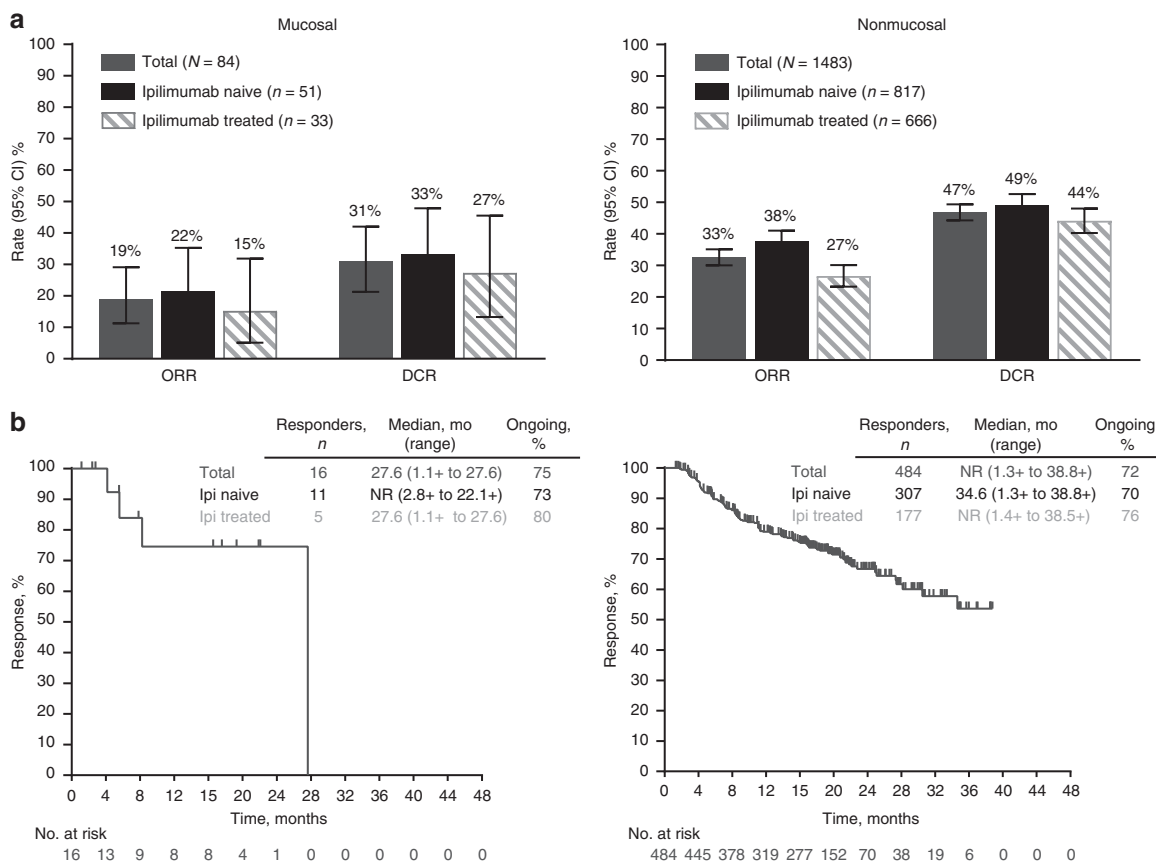 a
Mucosal
100
90
80
70
60
50
40
30
20
10
0
Rate (95% CI) %
Total (N = 84)
Ipilimumab naive (n = 51)
Ipilimumab treated (n = 33)
19%
22%
15%
31%
33%
27%
ORR
DCR
Nonmucosal
100
90
80
70
60
50
40
30
20
10
0
Rate (95% CI) %
Total (N = 1483)
Ipilimumab naive (n = 817)
Ipilimumab treated (n = 666)
33%
38%
27%
47%
49%
44%
ORR
DCR
b
Responders, n Median, mo (range) Ongoing, %
Total 16 27.6 (1.1+ to 27.6) 75
Ipi naive 11 NR (2.8+ to 22.1+) 73
Ipi treated 5 27.6 (1.1+ to 27.6) 80
100
90
80
70
60
50
40
30
20
10
0
Response, %
0 4 8 12 16 20 24 28 32 36 40 44 48
Time, months
No. at risk
16 13 9 8 8 4 1 0 0 0 0 0 0
Responders, n Median, mo (range) Ongoing %
Total 484 NR (1.3+ to 38.8+) 72
Ipi naive 307 34.6 (1.3+ to 38.8+) 70
Ipi treated 177 NR (1.4+ to 38.5+) 76
100
90
80
70
60
50
40
30
20
10
0
Response, %
0 4 8 12 16 20 24 28 32 36 40 44 48
Time, months
No. at risk
484 445 378 319 277 152 70 38 19 6 0 0 0